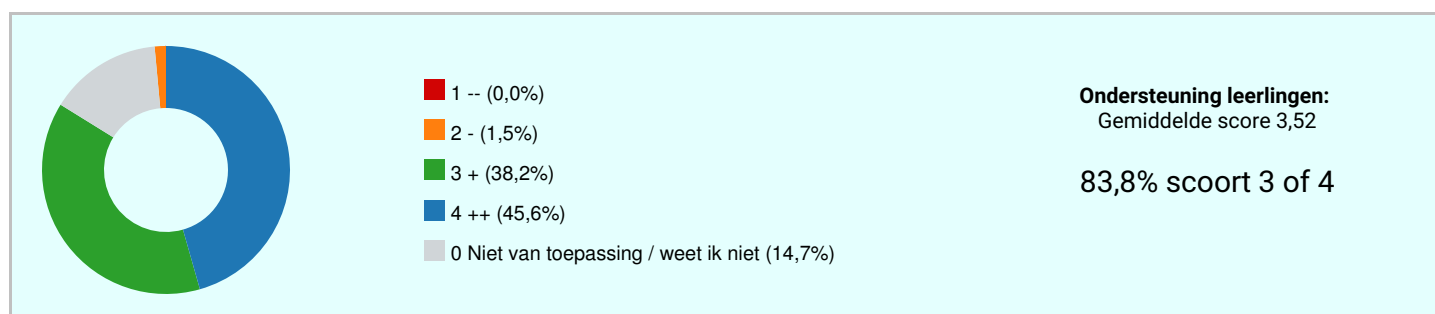 1 -- (0,0%)
2 - (1,5%)
3 + (38,2%)
4 ++ (45,6%)
0 Niet van toepassing / weet ik niet (14,7%)
Ondersteuning leerlingen:
Gemiddelde score 3,52
83,8% scoort 3 of 4